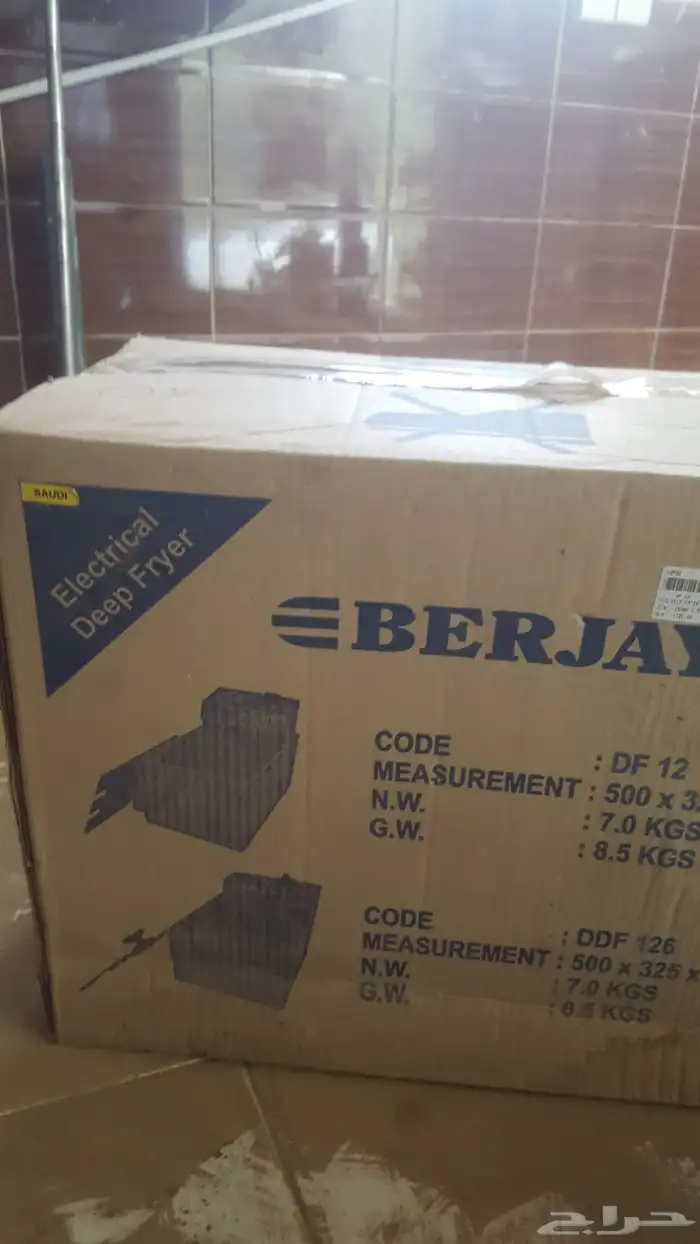 SAUDI
Electrical
Deep Fryer
BERJAY
CODE : DF 12
MEASUREMENT : 500 x 3
N.W. : 7.0 KGS
G.W. : 8.5 KGS
CODE : DDF 126
MEASUREMENT : 500 x 325 x
N.W. : 7.0 KGS
G.W. : 8.5 KGS
حراج